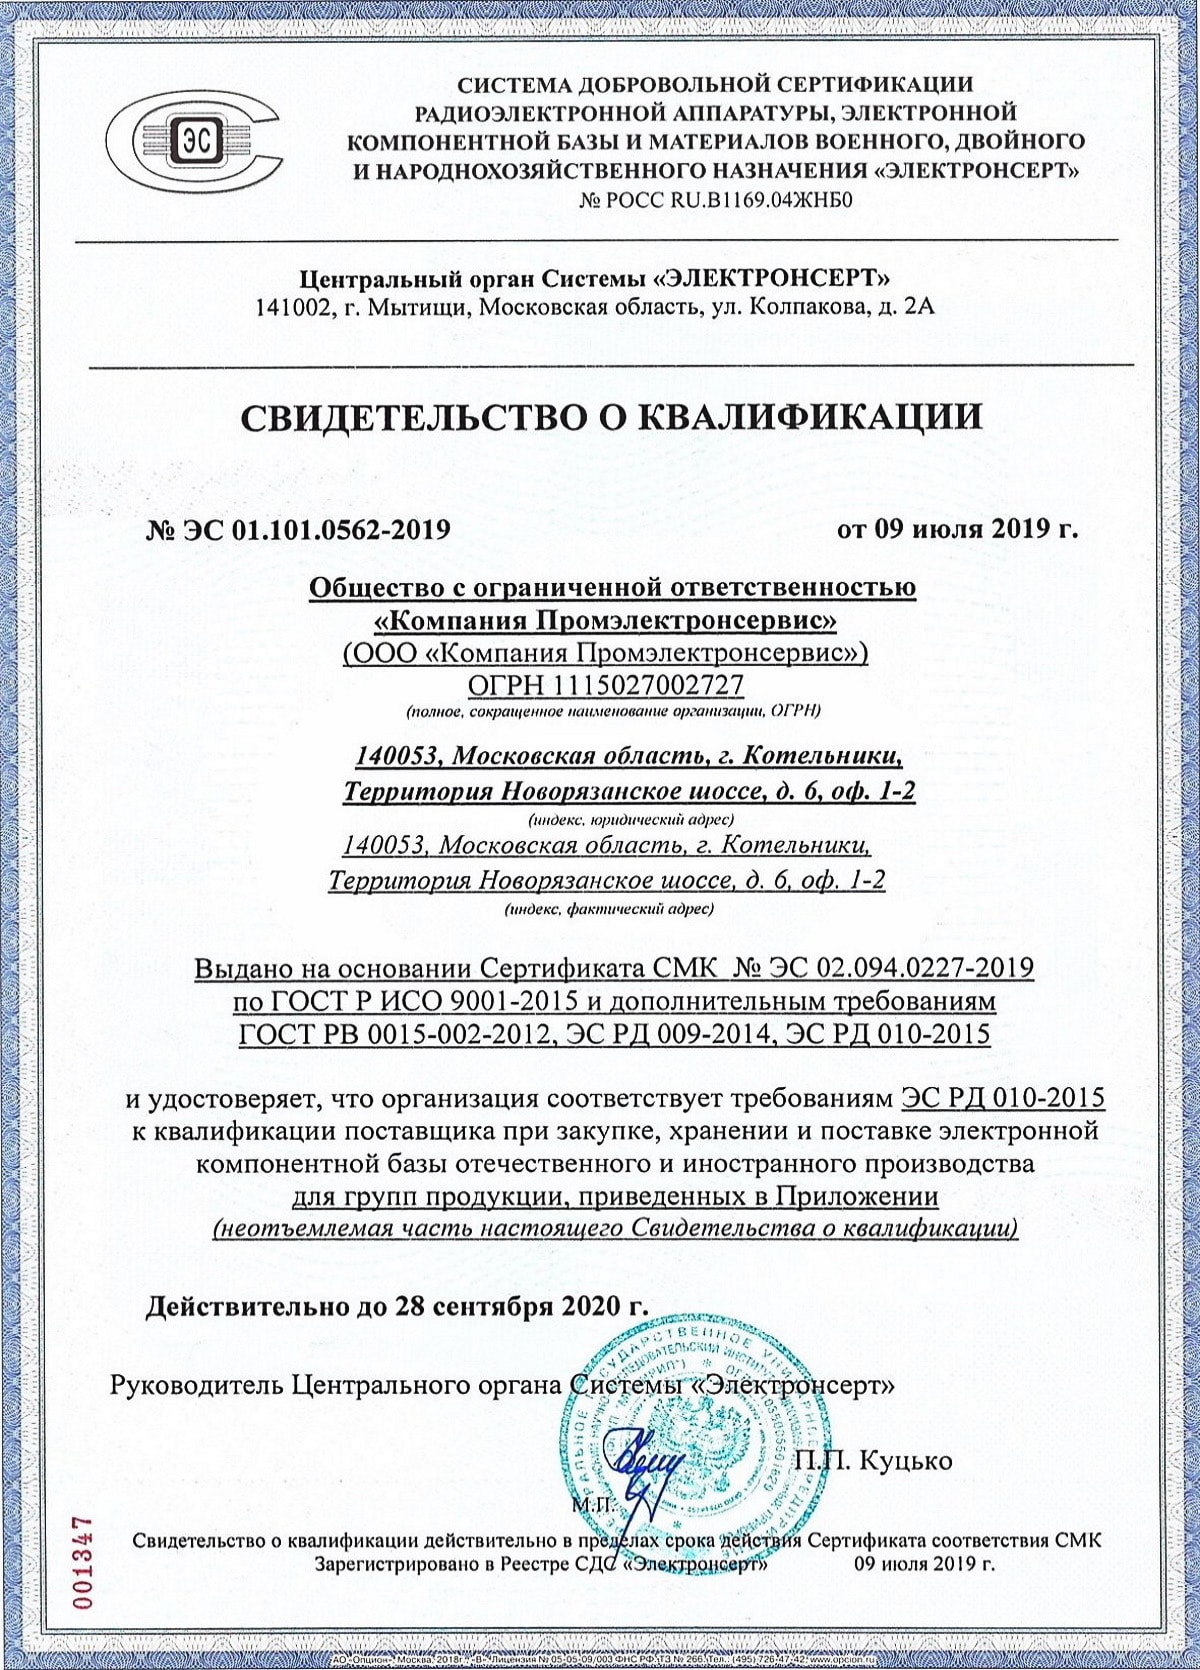 ЭС
СИСТЕМА ДОБРОВОЛЬНОЙ СЕРТИФИКАЦИИ
РАДИОЭЛЕКТРОННОЙ АППАРАТУРЫ, ЭЛЕКТРОННОЙ
КОМПОНЕНТНОЙ БАЗЫ И МАТЕРИАЛОВ ВОЕННОГО, ДВОЙНОГО
И НАРОДНОХОЗЯЙСТВЕННОГО НАЗНАЧЕНИЯ «ЭЛЕКТРОНСЕРТ»
№ РОСС RU.В1169.04ЖНБ0
Центральный орган Системы «ЭЛЕКТРОНСЕРТ»
141002, г. Мытищи, Московская область, ул. Колпакова, д. 2А
СВИДЕТЕЛЬСТВО О КВАЛИФИКАЦИИ
№ ЭС 01.101.0562-2019 от 09 июля 2019 г.
Общество с ограниченной ответственностью
«Компания Промэлектронсервис»
(ООО «Компания Промэлектронсервис»)
ОГРН 1115027002727
(полное, сокращенное наименование организации, ОГРН)
140053, Московская область, г. Котельники,
Территория Новорязанское шоссе, д. 6, оф. 1-2
(индекс, юридический адрес)
140053, Московская область, г. Котельники,
Территория Новорязанское шоссе, д. 6, оф. 1-2
(индекс, фактический адрес)
Выдано на основании Сертификата СМК № ЭС 02.094.0227-2019
по ГОСТ Р ИСО 9001-2015 и дополнительным требованиям
ГОСТ РВ 0015-002-2012, ЭС РД 009-2014, ЭС РД 010-2015
и удостоверяет, что организация соответствует требованиям ЭС РД 010-2015
к квалификации поставщика при закупке, хранении и поставке электронной
компонентной базы отечественного и иностранного производства
для групп продукции, приведенных в Приложении
(неотъемлемая часть настоящего Свидетельства о квалификации)
Действительно до 28 сентября 2020 г.
Руководитель Центрального органа Системы «Электронсерт»
П.П. Куцько
М.П.
Свидетельство о квалификации действительно в пределах срока действия Сертификата соответствия СМК
Зарегистрировано в Реестре СДС «Электронсерт» 09 июля 2019 г.
001347
АО «Опцион», Москва, 2018г., «В». Лицензия № 05-05-09/003 ФНС РФ. ТЗ № 266. Тел.: (495) 726-47-42, www.opcion.ru